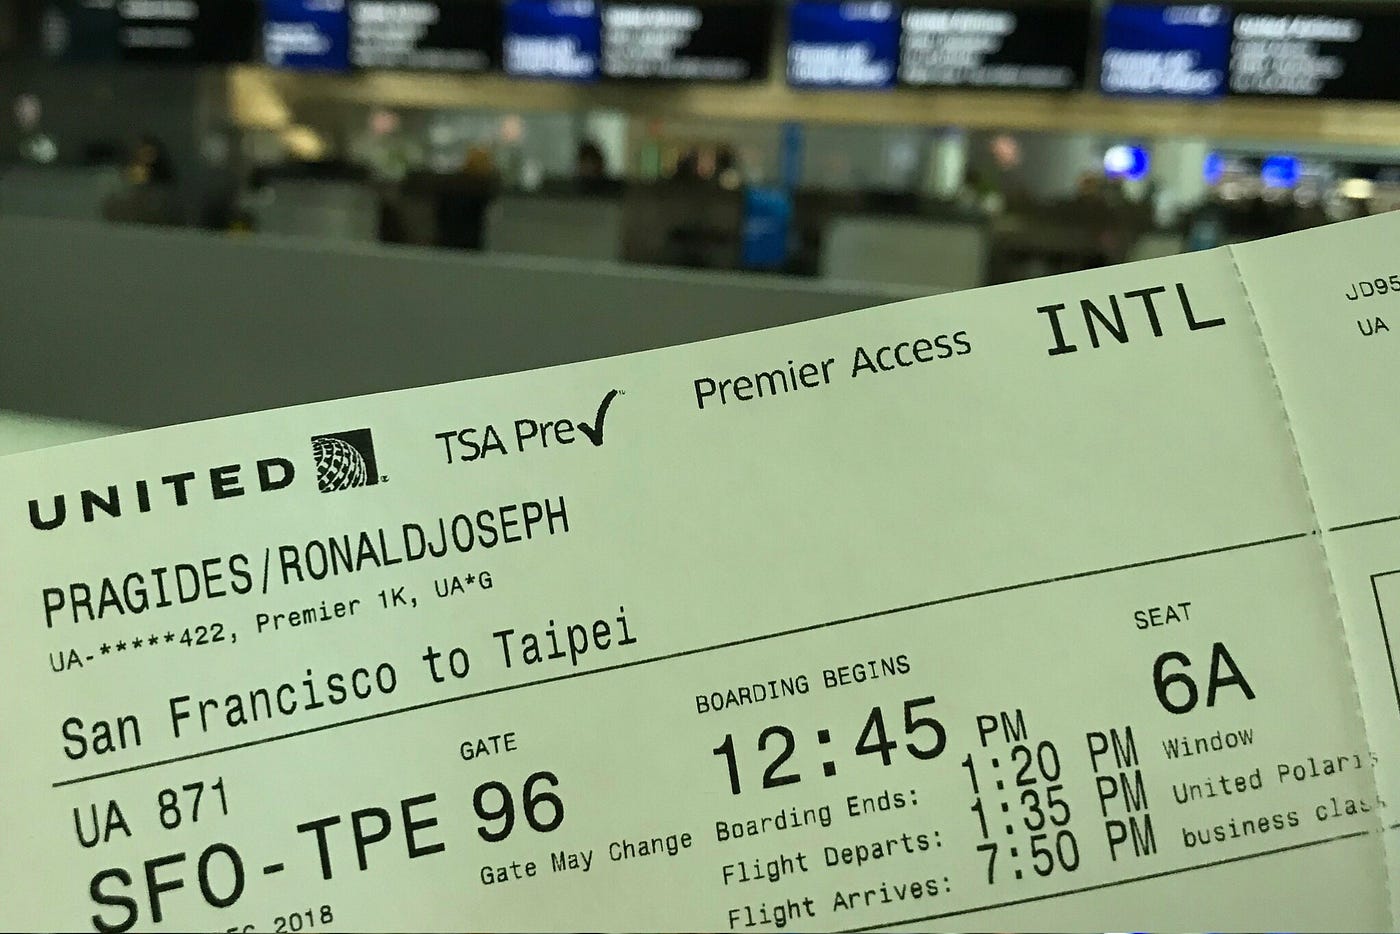 UNITED TSA Pre✓ Premier Access INTL
PRAGIDES/RONALDJOSEPH
UA-*****422, Premier 1K, UA*G
San Francisco to Taipei
UA 871
SFO-TPE
2018
GATE
96
Gate May Change
BOARDING BEGINS
12:45 PM
Boarding Ends: 1:20 PM
Flight Departs: 1:35 PM
Flight Arrives: 7:50 PM
SEAT
6A
Window
United Polaris
business class
JD95
UA